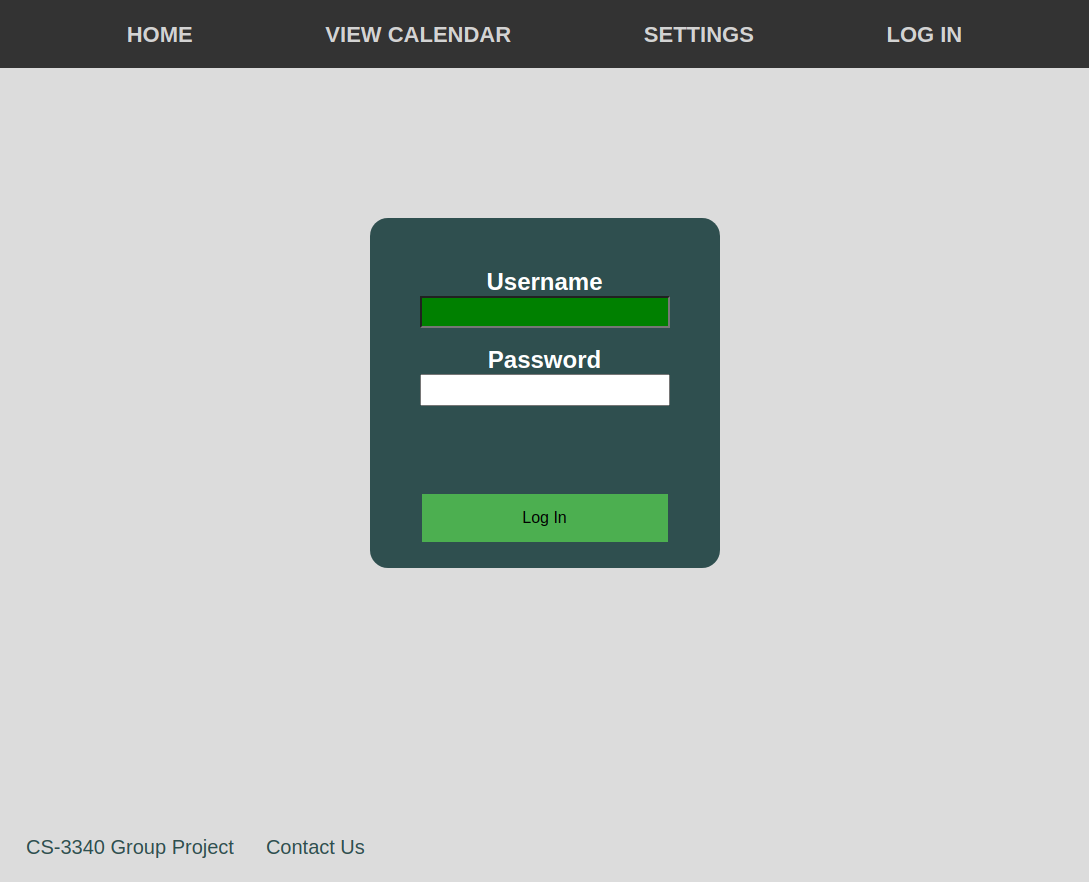 HOME VIEW CALENDAR SETTINGS LOG IN
Username
Password
Log In
CS-3340 Group Project Contact Us